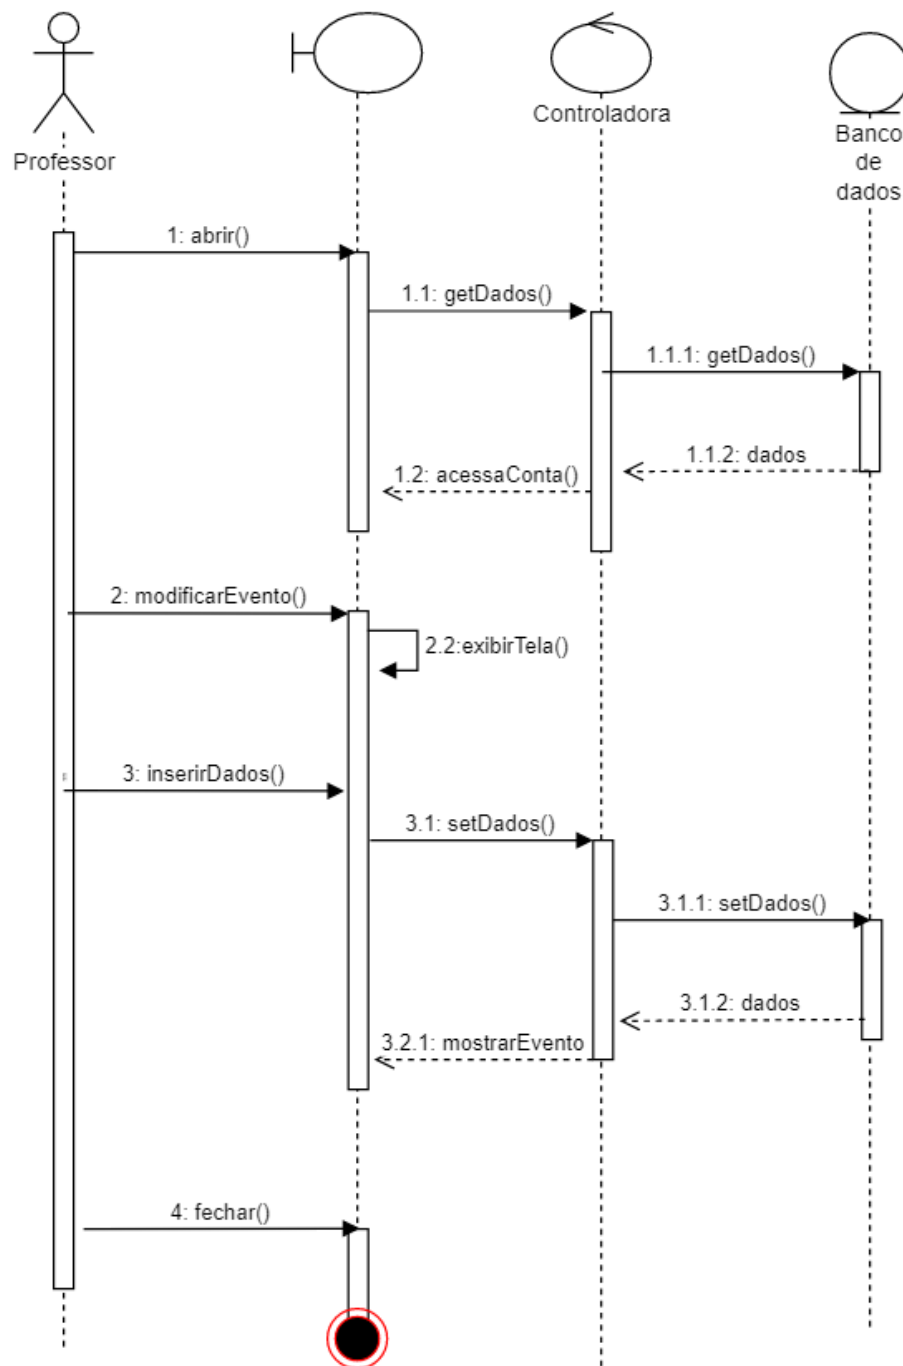 Controladora
Professor
Banco
de
dados
1: abrir()
1.1: getDados()
1.1.1: getDados()
1.1.2: dados
1.2: acessaConta()
2: modificarEvento()
2.2:exibirTela()
3: inserirDados()
3.1: setDados()
3.1.1: setDados()
3.1.2: dados
3.2.1: mostrarEvento
4: fechar()